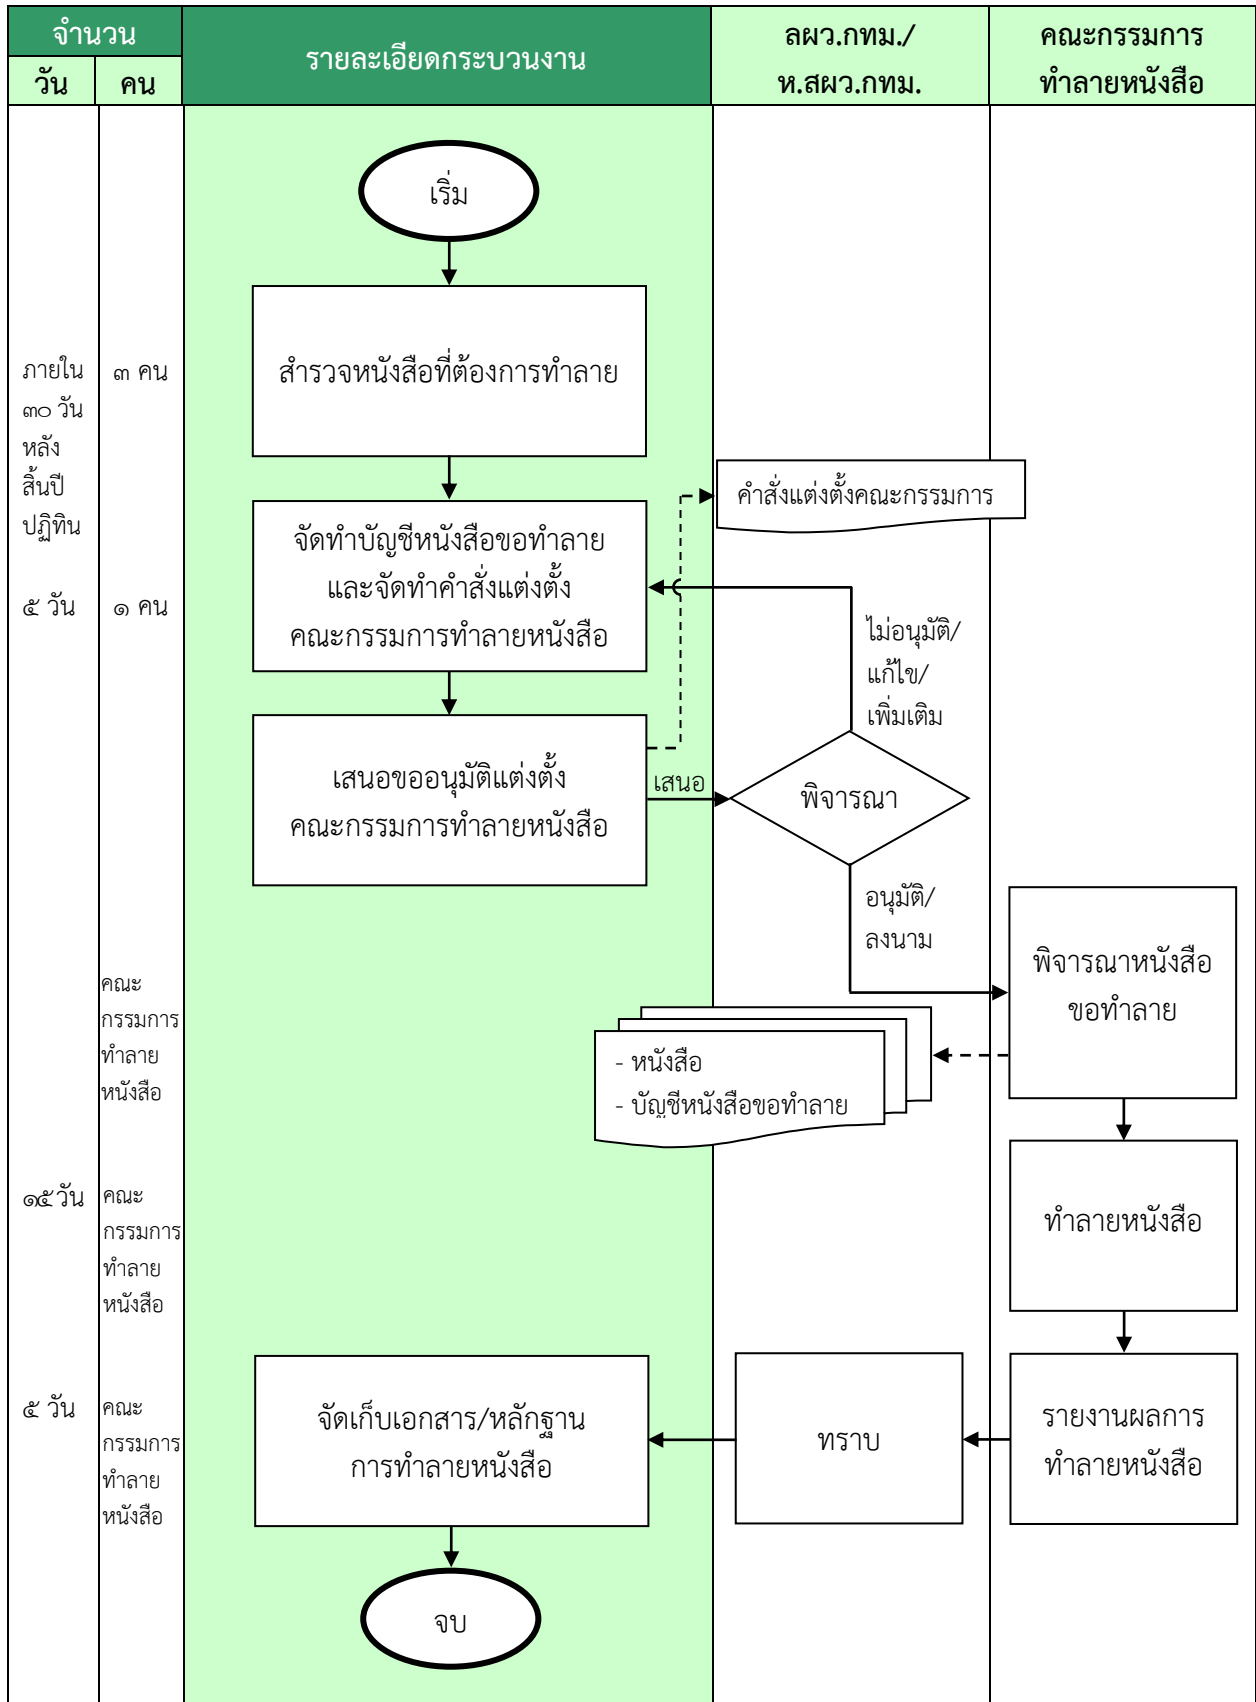 จำนวน
วัน
คน
รายละเอียดกระบวนงาน
ลผว.กทม./
ห.สผว.กทม.
คณะกรรมการ
ทำลายหนังสือ
เริ่ม
ภายใน
๓๐ วัน
หลัง
สิ้นปี
ปฏิทิน
๓ คน
สำรวจหนังสือที่ต้องการทำลาย
คำสั่งแต่งตั้งคณะกรรมการ
๕ วัน
๑ คน
จัดทำบัญชีหนังสือขอทำลาย
และจัดทำคำสั่งแต่งตั้ง
คณะกรรมการทำลายหนังสือ
ไม่อนุมัติ/
แก้ไข/
เพิ่มเติม
เสนอขออนุมัติแต่งตั้ง
คณะกรรมการทำลายหนังสือ
เสนอ
พิจารณา
อนุมัติ/
ลงนาม
คณะ
กรรมการ
ทำลาย
หนังสือ
พิจารณาหนังสือ
ขอทำลาย
- หนังสือ
- บัญชีหนังสือขอทำลาย
๑๕วัน
คณะ
กรรมการ
ทำลาย
หนังสือ
ทำลายหนังสือ
๕ วัน
คณะ
กรรมการ
ทำลาย
หนังสือ
จัดเก็บเอกสาร/หลักฐาน
การทำลายหนังสือ
ทราบ
รายงานผลการ
ทำลายหนังสือ
จบ